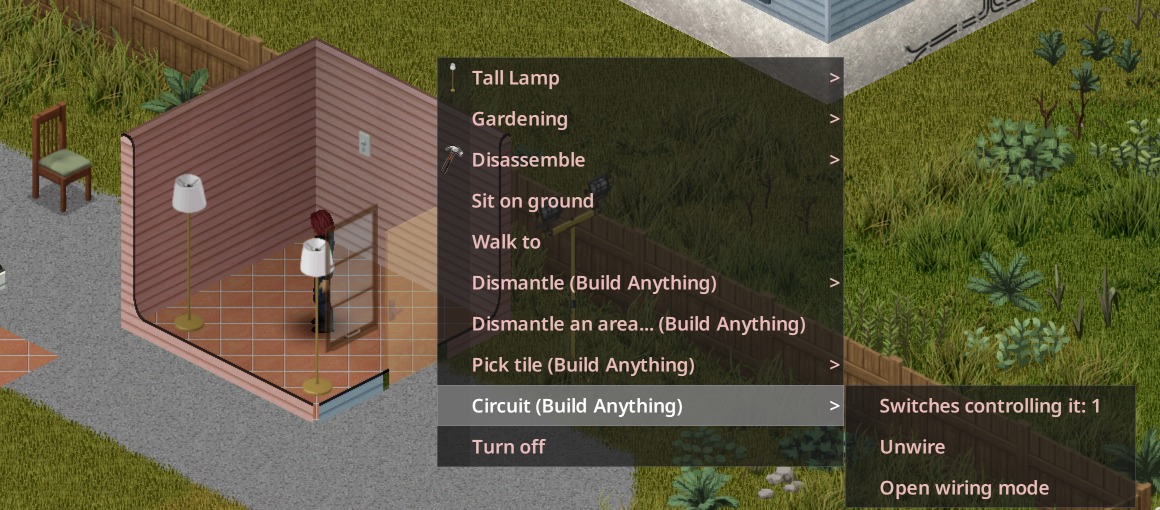 Tall Lamp >
Gardening >
Disassemble >
Sit on ground
Walk to
Dismantle (Build Anything) >
Dismantle an area... (Build Anything)
Pick tile (Build Anything) >
Circuit (Build Anything) >
Turn off
Switches controlling it: 1
Unwire
Open wiring mode